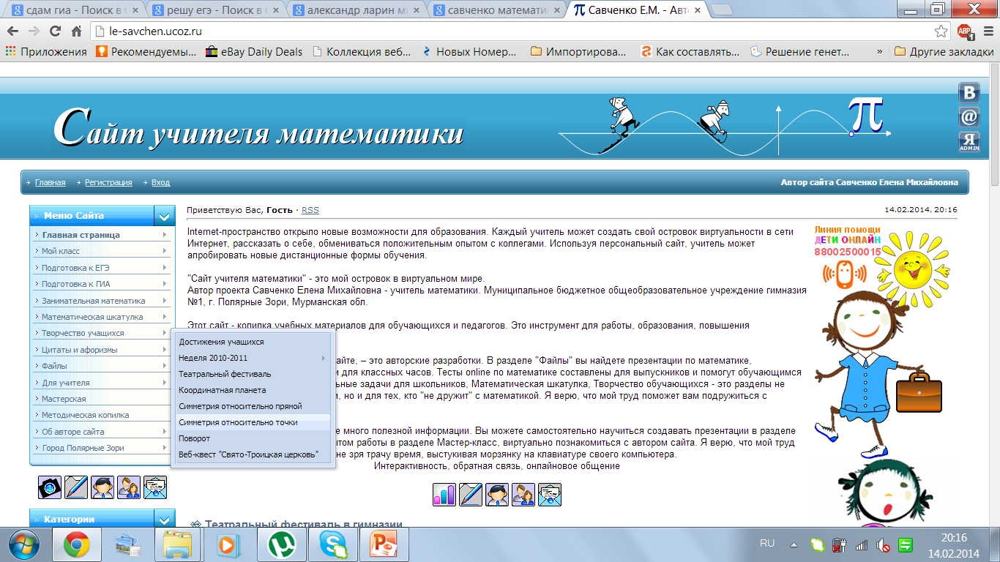 сдам гиа - Поиск в
решу егэ - Поиск в
александр ларин ма
савченко математи
Савченко Е.М. - Авт
le-savchen.ucoz.ru
ABP
1
Приложения
Рекомендуемы...
eBay Daily Deals
Коллекция веб...
Новых Номер...
Импортирова...
Как составлять...
Решение генет...
»
Другие закладки
Сайт учителя математики
π
B
@
Я
ADMIN
Главная
Регистрация
Вход
Автор сайта Савченко Елена Михайловна
Меню Сайта
Главная страница
Мой класс
Подготовка к ЕГЭ
Подготовка к ГИА
Занимательная математика
Математическая шкатулка
Творчество учащихся
Цитаты и афоризмы
Файлы
Для учителя
Мастерская
Методическая копилка
Об авторе сайта
Город Полярные Зори
Категории
Достижения учащихся
Неделя 2010-2011
Театральный фестиваль
Координатная планета
Симметрия относительно прямой
Симметрия относительно точки
Поворот
Веб-квест "Свято-Троицкая церковь"
Приветствую Вас, Гость · RSS
14.02.2014, 20:16
Internet-пространство открыло новые возможности для образования. Каждый учитель может создать свой островок виртуальности в сети
Интернет, рассказать о себе, обмениваться положительным опытом с коллегами. Используя персональный сайт, учитель может
апробировать новые дистанционные формы обучения.
"Сайт учителя математики" - это мой островок в виртуальном мире.
Автор проекта Савченко Елена Михайловна - учитель математики. Муниципальное бюджетное общеобразовательное учреждение гимназия
№1, г. Полярные Зори, Мурманская обл.
Этот сайт - копилка учебных материалов для обучающихся и педагогов. Это инструмент для работы, образования, повышения
айте, – это авторские разработки. В разделе "Файлы" вы найдете презентации по математике,
и для классных часов. Тесты online по математике составлены для выпускников и помогут обучающимся
льные задачи для школьников, Математическая шкатулка, Творчество обучающихся - это разделы не
и, но и для тех, кто "не дружит" с математикой. Я верю, что мой труд поможет вам подружиться с
е много полезной информации. Вы можете самостоятельно научиться создавать презентации в разделе
ытом работы в разделе Мастер-класс, виртуально познакомиться с автором сайта. Я верю, что мой труд
не зря трачу время, выстукивая морзянку на клавиатуре своего компьютера.
Интерактивность, обратная связь, онлайновое общение
Театральный фестиваль в гимназии
Линия помощи
ДЕТИ ОНЛАЙН
88002500015
RU
20:16
14.02.2014